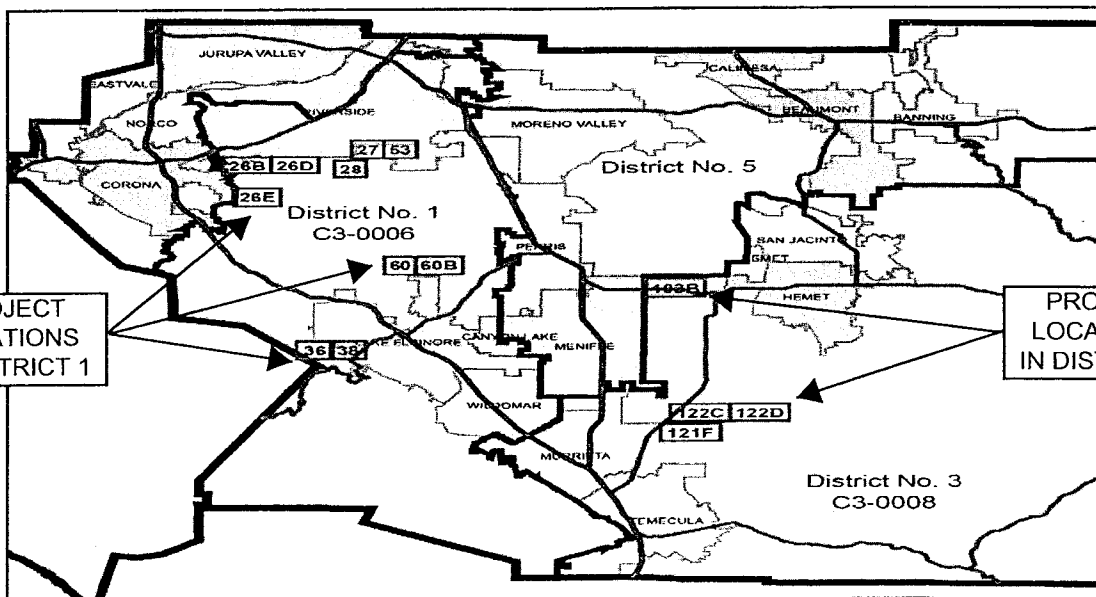 JURUPA VALLEY
EASTVALE
CALIMESA
NORCO
RIVERSIDE
BEAUMONT
BANNING
MORENO VALLEY
27 53
26B 26D
28
District No. 5
CORONA
26E
District No. 1
C3-0006
PERRIS
SAN JACINTO
60 60B
103B
HEMET
OJECT
ATIONS
TRICT 1
PRO
LOCA
IN DIST
36 38
CANYON LAKE
MENIFEE
WILDOMAR
122C 122D
121F
MURRIETA
District No. 3
C3-0008
TEMECULA